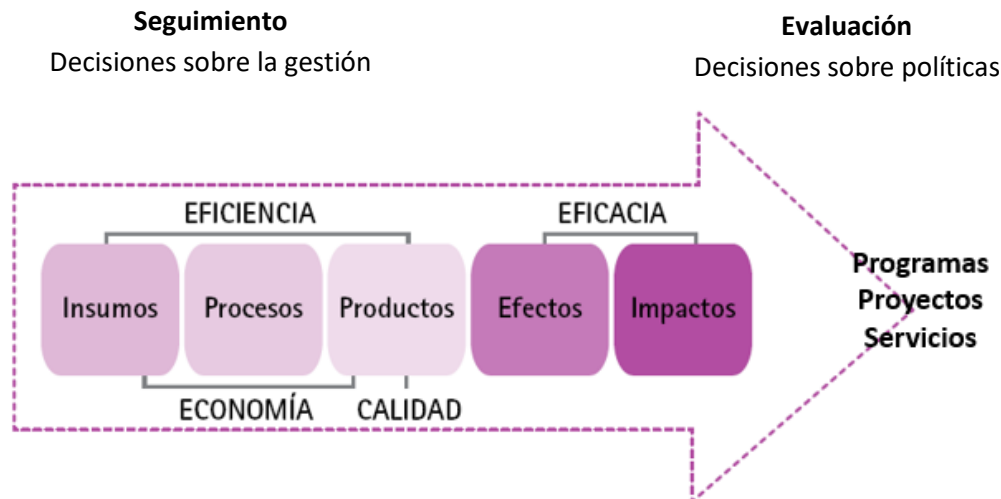 Seguimiento
Decisiones sobre la gestión
Evaluación
Decisiones sobre políticas
EFICIENCIA
EFICACIA
Insumos
Procesos
Productos
Efectos
Impactos
Programas
Proyectos
Servicios
ECONOMÍA
CALIDAD